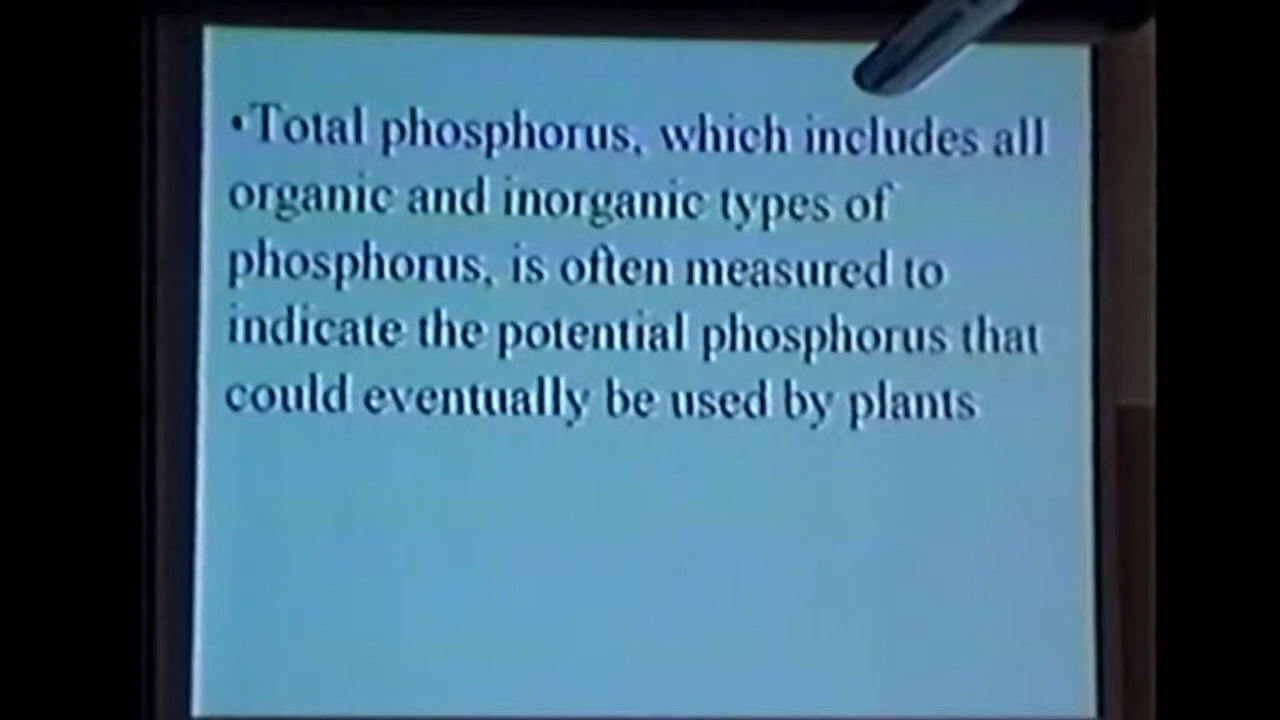 •Total phosphorus, which includes all
organic and inorganic types of
phosphorus, is often measured to
indicate the potential phosphorus that
could eventually be used by plants